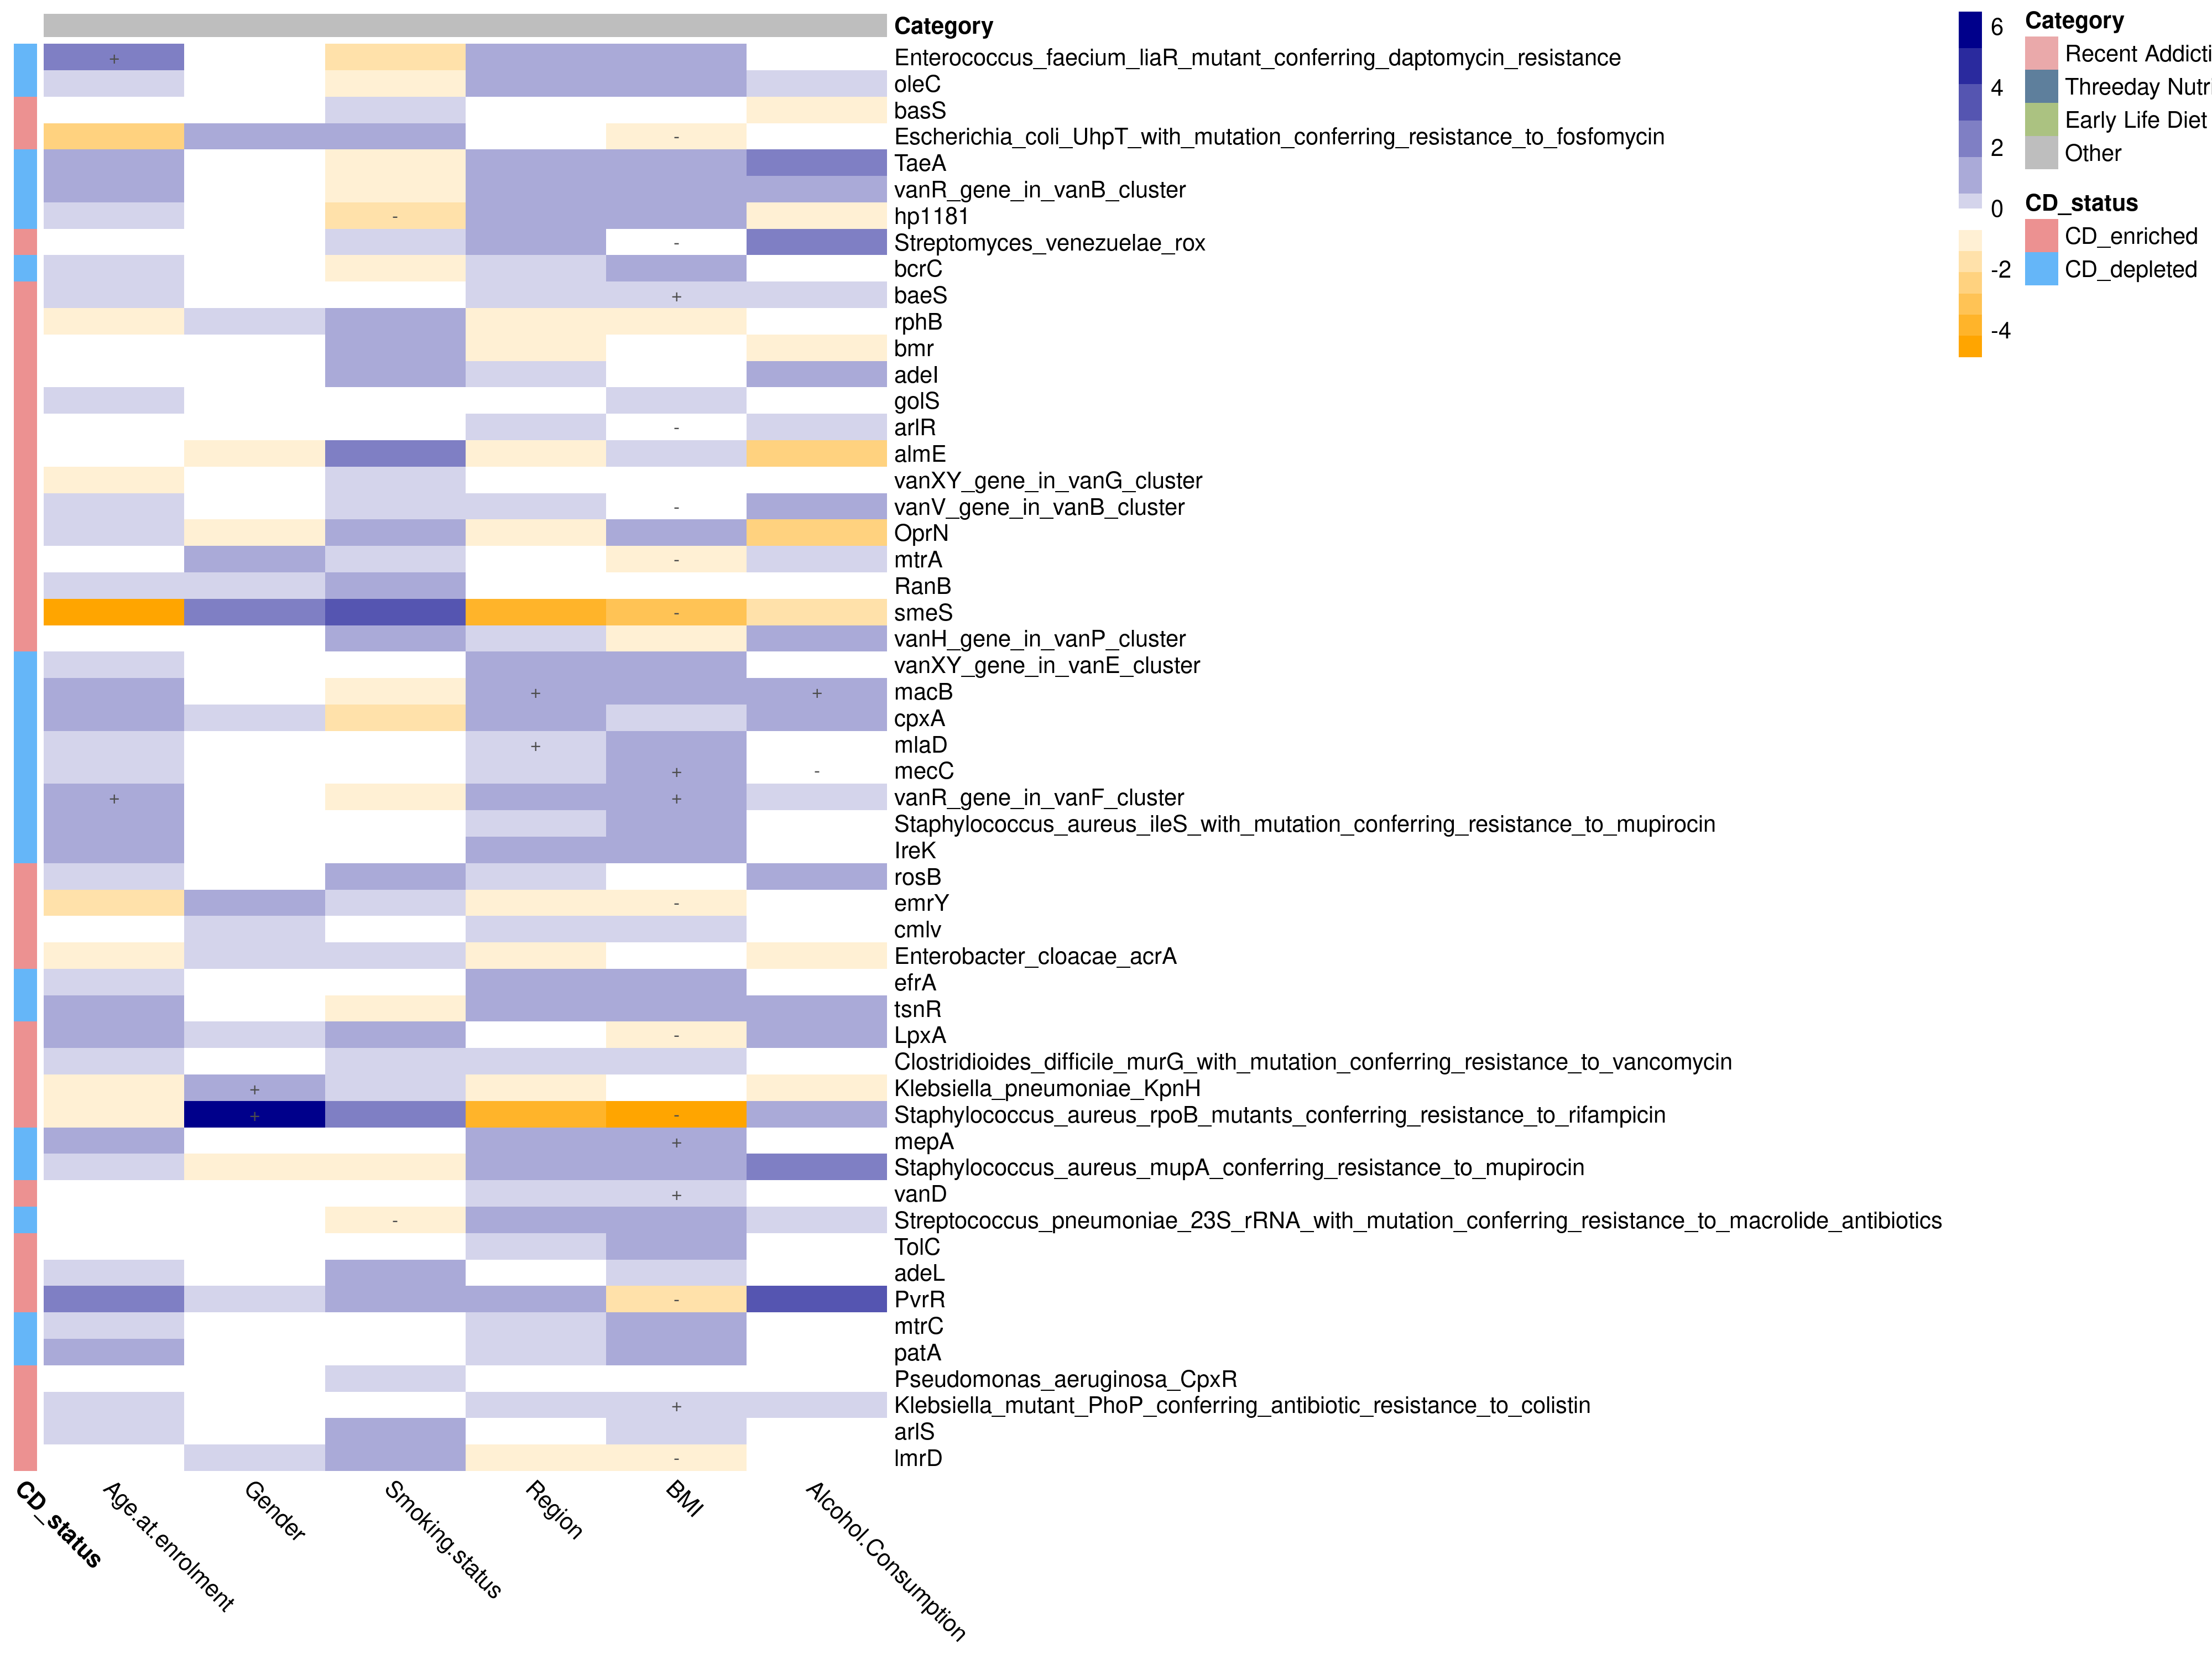 Category
+ Enterococcus_faecium_liaR_mutant_conferring_daptomycin_resistance
oleC
basS
- Escherichia_coli_UhpT_with_mutation_conferring_resistance_to_fosfomycin
TaeA
vanR_gene_in_vanB_cluster
- hp1181
- Streptomyces_venezuelae_rox
bcrC
+ baeS
rphB
bmr
adeI
golS
- arlR
almE
vanXY_gene_in_vanG_cluster
- vanV_gene_in_vanB_cluster
OprN
- mtrA
RanB
- smeS
vanH_gene_in_vanP_cluster
vanXY_gene_in_vanE_cluster
+ + macB
cpxA
+ mlaD
+ - mecC
+ + vanR_gene_in_vanF_cluster
Staphylococcus_aureus_ileS_with_mutation_conferring_resistance_to_mupirocin
IreK
rosB
- emrY
cmlv
Enterobacter_cloacae_acrA
efrA
tsnR
- LpxA
Clostridioides_difficile_murG_with_mutation_conferring_resistance_to_vancomycin
+ Klebsiella_pneumoniae_KpnH
+ - Staphylococcus_aureus_rpoB_mutants_conferring_resistance_to_rifampicin
+ mepA
Staphylococcus_aureus_mupA_conferring_resistance_to_mupirocin
+ vanD
- Streptococcus_pneumoniae_23S_rRNA_with_mutation_conferring_resistance_to_macrolide_antibiotics
TolC
adeL
- PvrR
mtrC
patA
Pseudomonas_aeruginosa_CpxR
+ Klebsiella_mutant_PhoP_conferring_antibiotic_resistance_to_colistin
arlS
- lmrD
CD_status
Age.at.enrolment
Gender
Smoking.status
Region
BMI
Alcohol.Consumption
6
4
2
0
-2
-4
Category
Recent Addicti
Threeday Nutr
Early Life Diet
Other
CD_status
CD_enriched
CD_depleted